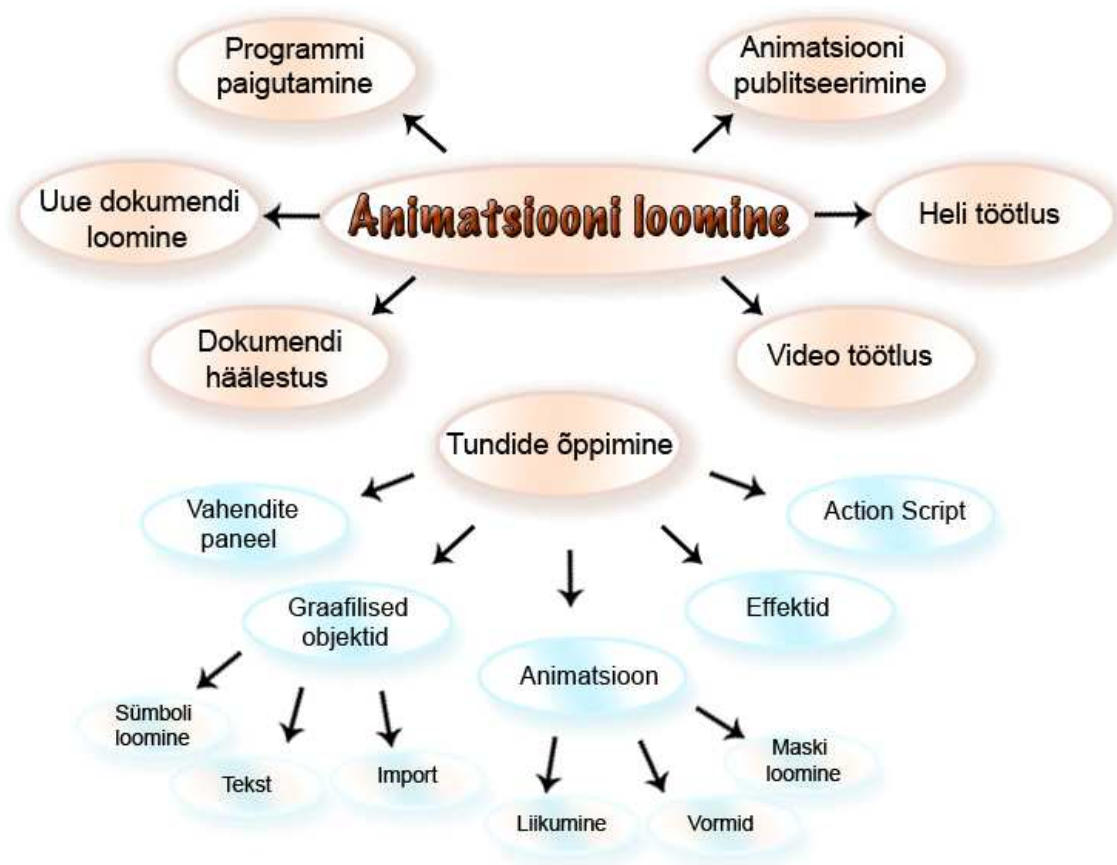 Programmi
paigutamine
Animatsiooni
publitseerimine
Uue dokumendi
loomine
Animatsiooni loomine
Heli töötlus
Dokumendi
häälestus
Video töötlus
Tundide õppimine
Vahendite
paneel
Action Script
Graafilised
objektid
Effektid
Animatsioon
Sümboli
loomine
Tekst
Import
Maski
loomine
Liikumine
Vormid